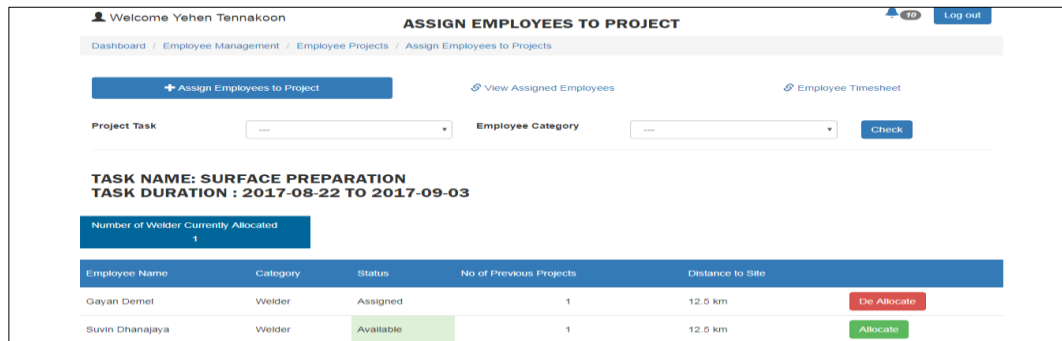 Welcome Yehen Tennakoon
ASSIGN EMPLOYEES TO PROJECT
10
Log out
Dashboard / Employee Management / Employee Projects / Assign Employees to Projects
Assign Employees to Project
View Assigned Employees
Employee Timesheet
Project Task
---
Employee Category
---
Check
TASK NAME: SURFACE PREPARATION
TASK DURATION : 2017-08-22 TO 2017-09-03
Number of Welder Currently Allocated
1
Employee Name Category Status No of Previous Projects Distance to Site
Gayan Demel Welder Assigned 1 12.5 km De Allocate
Suvin Dhanajaya Welder Available 1 12.5 km Allocate